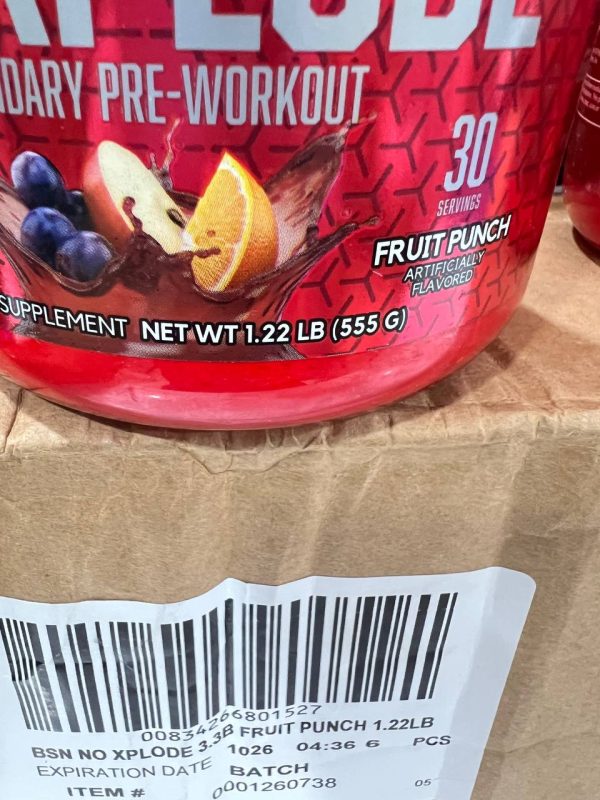 PRE-WORKOUT
30
SERVINGS
FRUIT PUNCH
ARTIFICIALLY
FLAVORED
SUPPLEMENT NET WT 1.22 LB (555 G)
00834266801527
BSN NO XPLODE 3.3B FRUIT PUNCH 1.22LB
EXPIRATION DATE 1026 04:36 6 PCS
ITEM # BATCH
0001260738 05